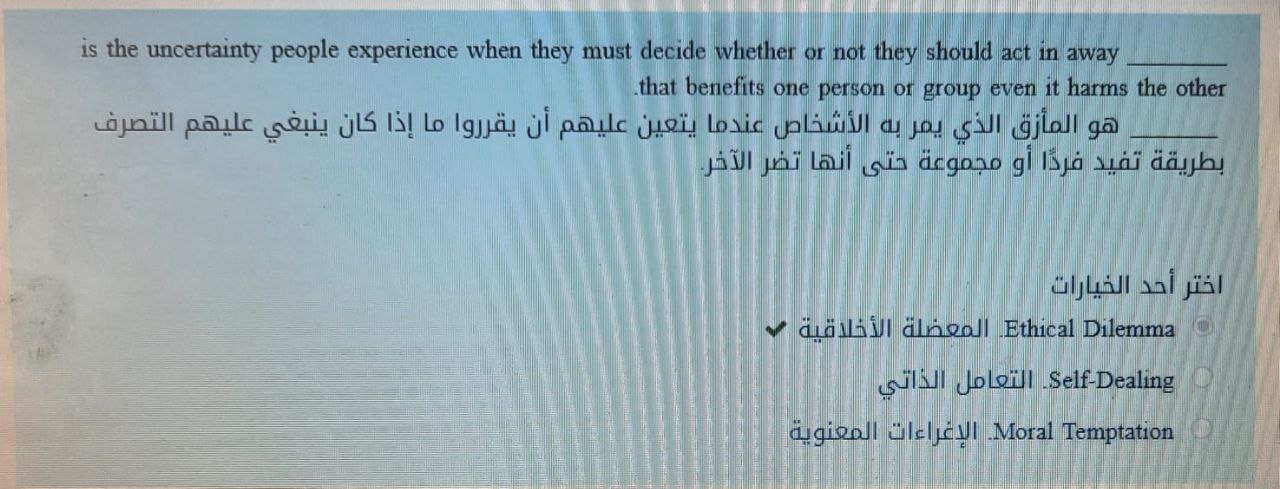 is the uncertainty people experience when they must decide whether or not they should act in away ________
.that benefits one person or group even it harms the other
________ هو المأزق الذي يمر به الأشخاص عندما يتعين عليهم أن يقرروا ما إذا كان ينبغي عليهم التصرف
بطريقة تفيد فردًا أو مجموعة حتى أنها تضر الآخر.
اختر أحد الخيارات
Ethical Dilemma. المعضلة الأخلاقية ✔
Self-Dealing. التعامل الذاتي
Moral Temptation. الإغراءات المعنوية